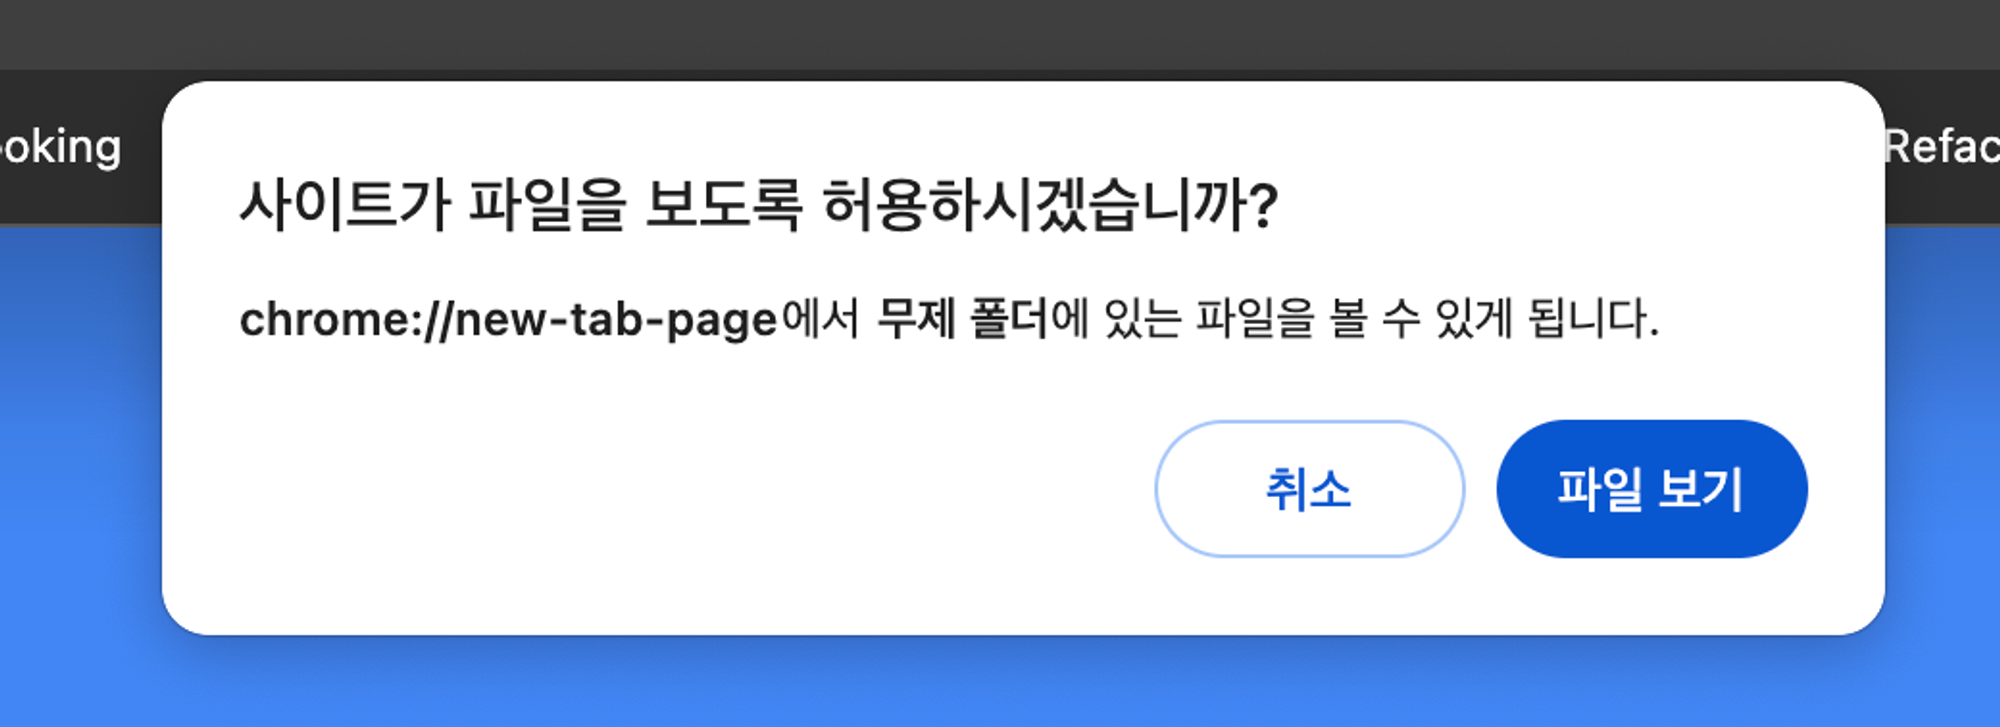 사이트가 파일을 보도록 허용하시겠습니까?
chrome://new-tab-page에서 무제 폴더에 있는 파일을 볼 수 있게 됩니다.
취소
파일 보기
ooking
Refac